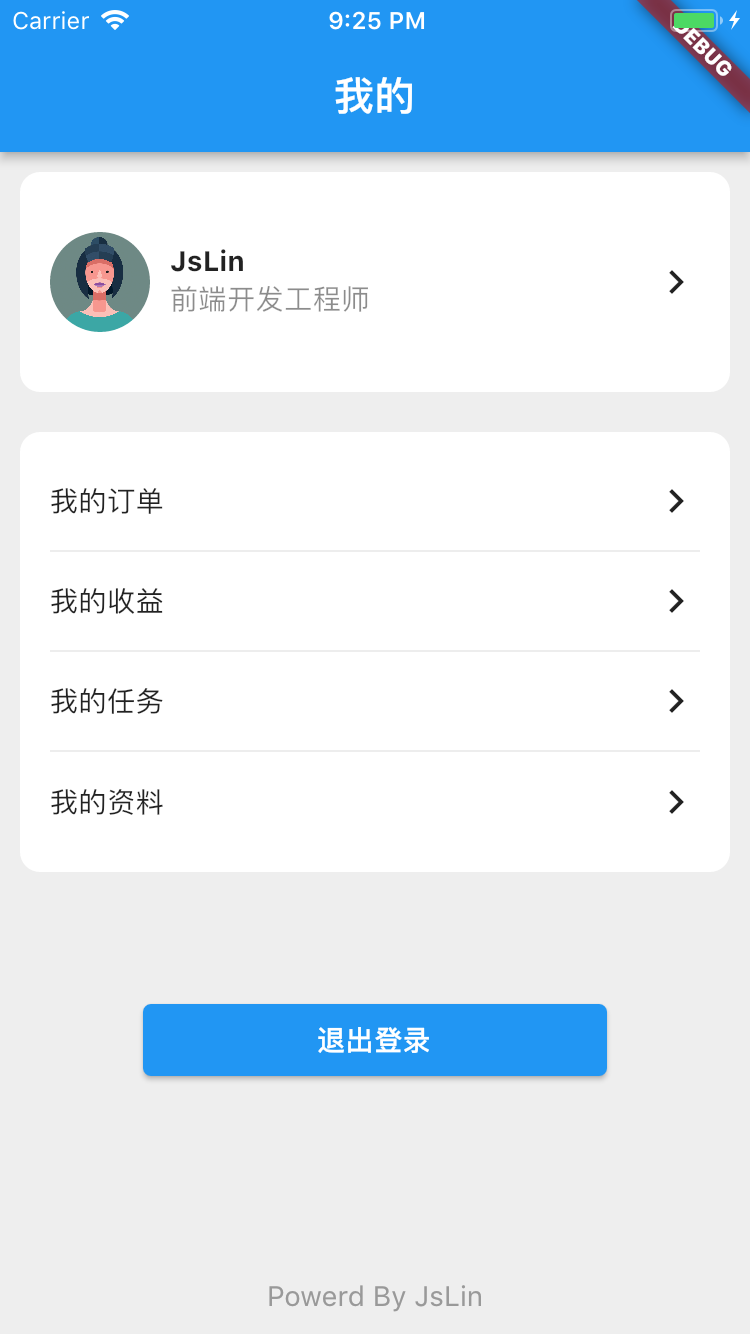 Carrier 9:25 PM
DEBUG
我的
JsLin
前端开发工程师
我的订单
我的收益
我的任务
我的资料
退出登录
Powerd By JsLin